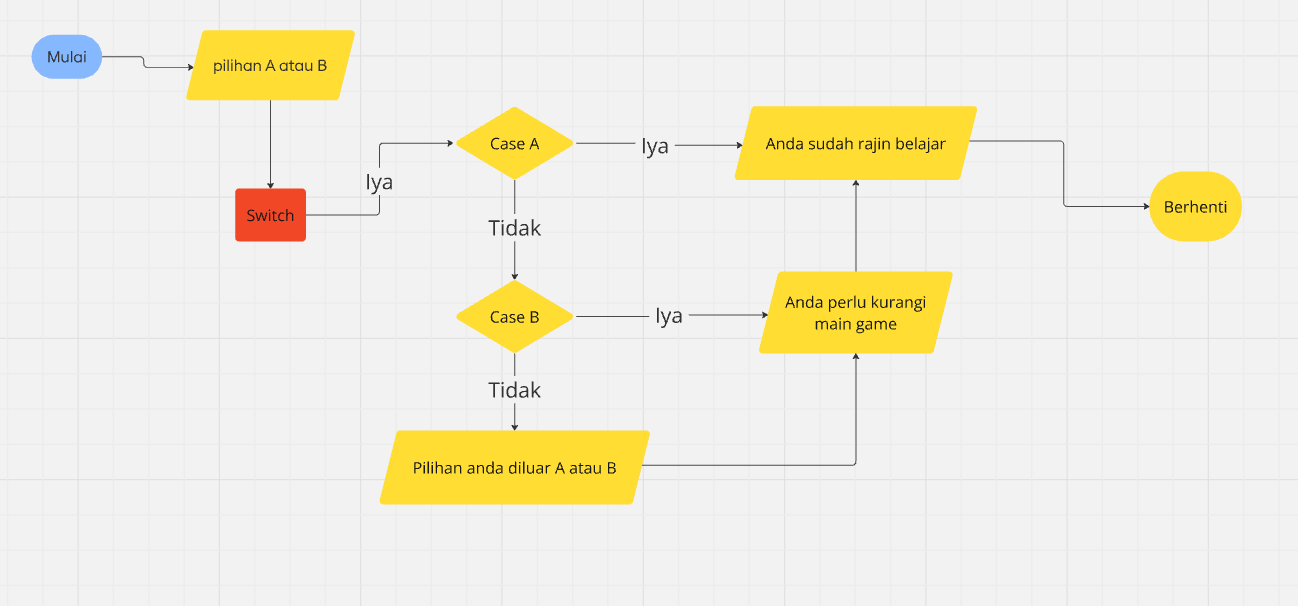 Mulai
pilihan A atau B
Switch
Iya
Case A
Iya
Anda sudah rajin belajar
Berhenti
Tidak
Case B
Iya
Anda perlu kurangi
main game
Tidak
Pilihan anda diluar A atau B